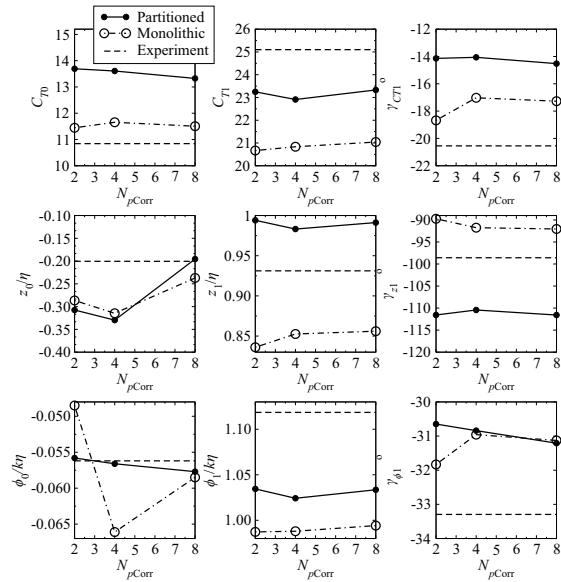 Partitioned
Monolithic
Experiment
15
14
13
12
11
10
C_T0
2 3 4 5 6 7 8
N_pCorr
26
25
24
23
22
21
20
C_T1
2 3 4 5 6 7 8
N_pCorr
o
-12
-14
-16
-18
-20
-22
γ_CT1
2 3 4 5 6 7 8
N_pCorr
-0.10
-0.15
-0.20
-0.25
-0.30
-0.35
-0.40
z_0/η
2 3 4 5 6 7 8
N_pCorr
1
0.95
0.90
0.85
z_1/η
2 3 4 5 6 7 8
N_pCorr
o
-90
-95
-100
-105
-110
-115
-120
γ_z1
2 3 4 5 6 7 8
N_pCorr
-0.050
-0.055
-0.060
-0.065
ϕ_0/kη
2 3 4 5 6 7 8
N_pCorr
1.10
1.05
1.00
ϕ_1/kη
2 3 4 5 6 7 8
N_pCorr
o
-30
-31
-32
-33
-34
γ_ϕ1
2 3 4 5 6 7 8
N_pCorr